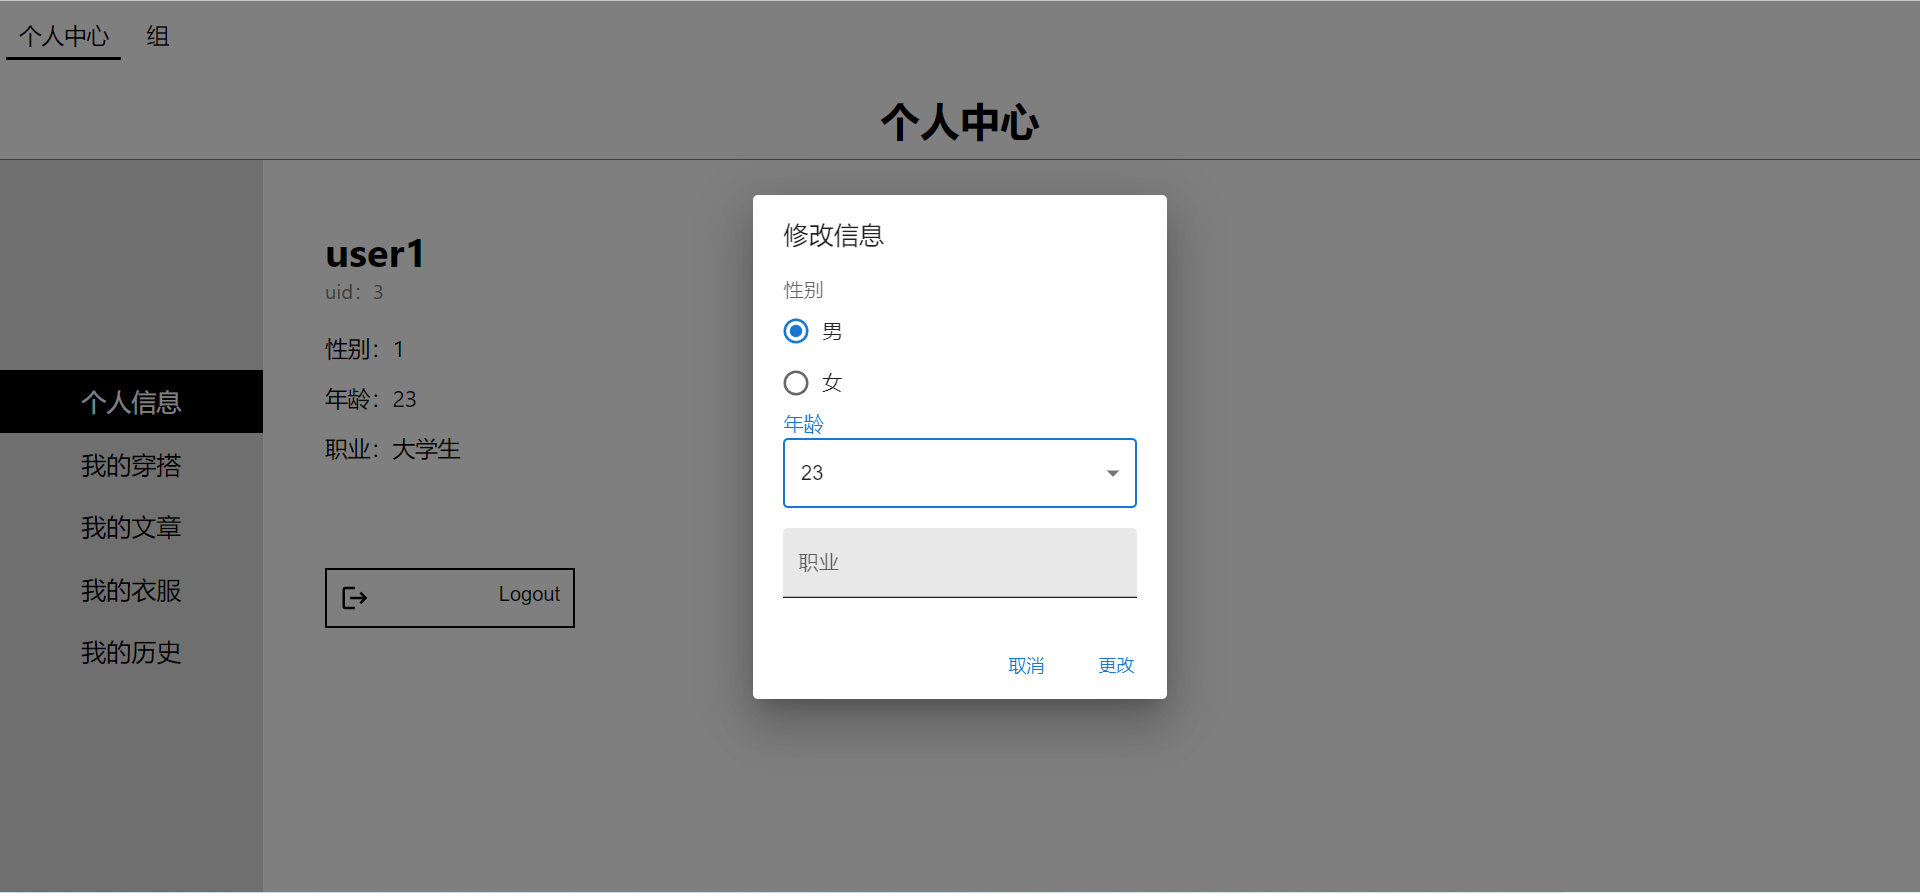 个人中心 组
个人中心
个人信息
我的穿搭
我的文章
我的衣服
我的历史
user1
uid：3
性别：1
年龄：23
职业：大学生
Logout
修改信息
性别
男
女
年龄
23
职业
取消 更改